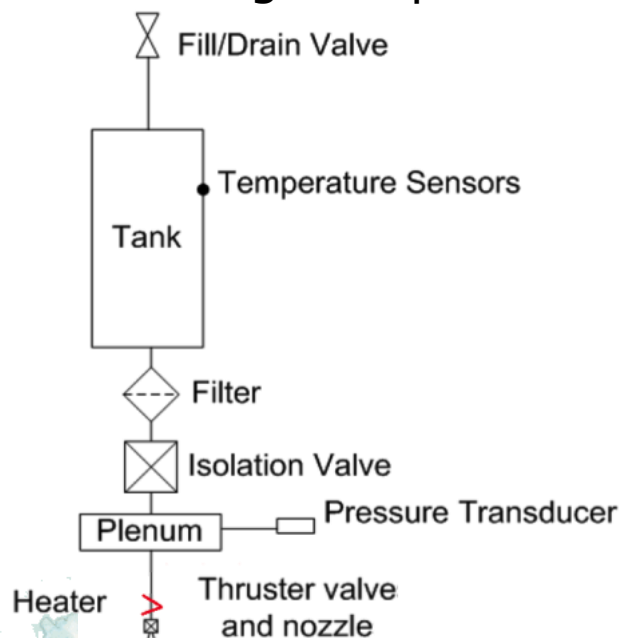 Fill/Drain Valve
Temperature Sensors
Tank
Filter
Isolation Valve
Pressure Transducer
Plenum
Heater
Thruster valve
and nozzle